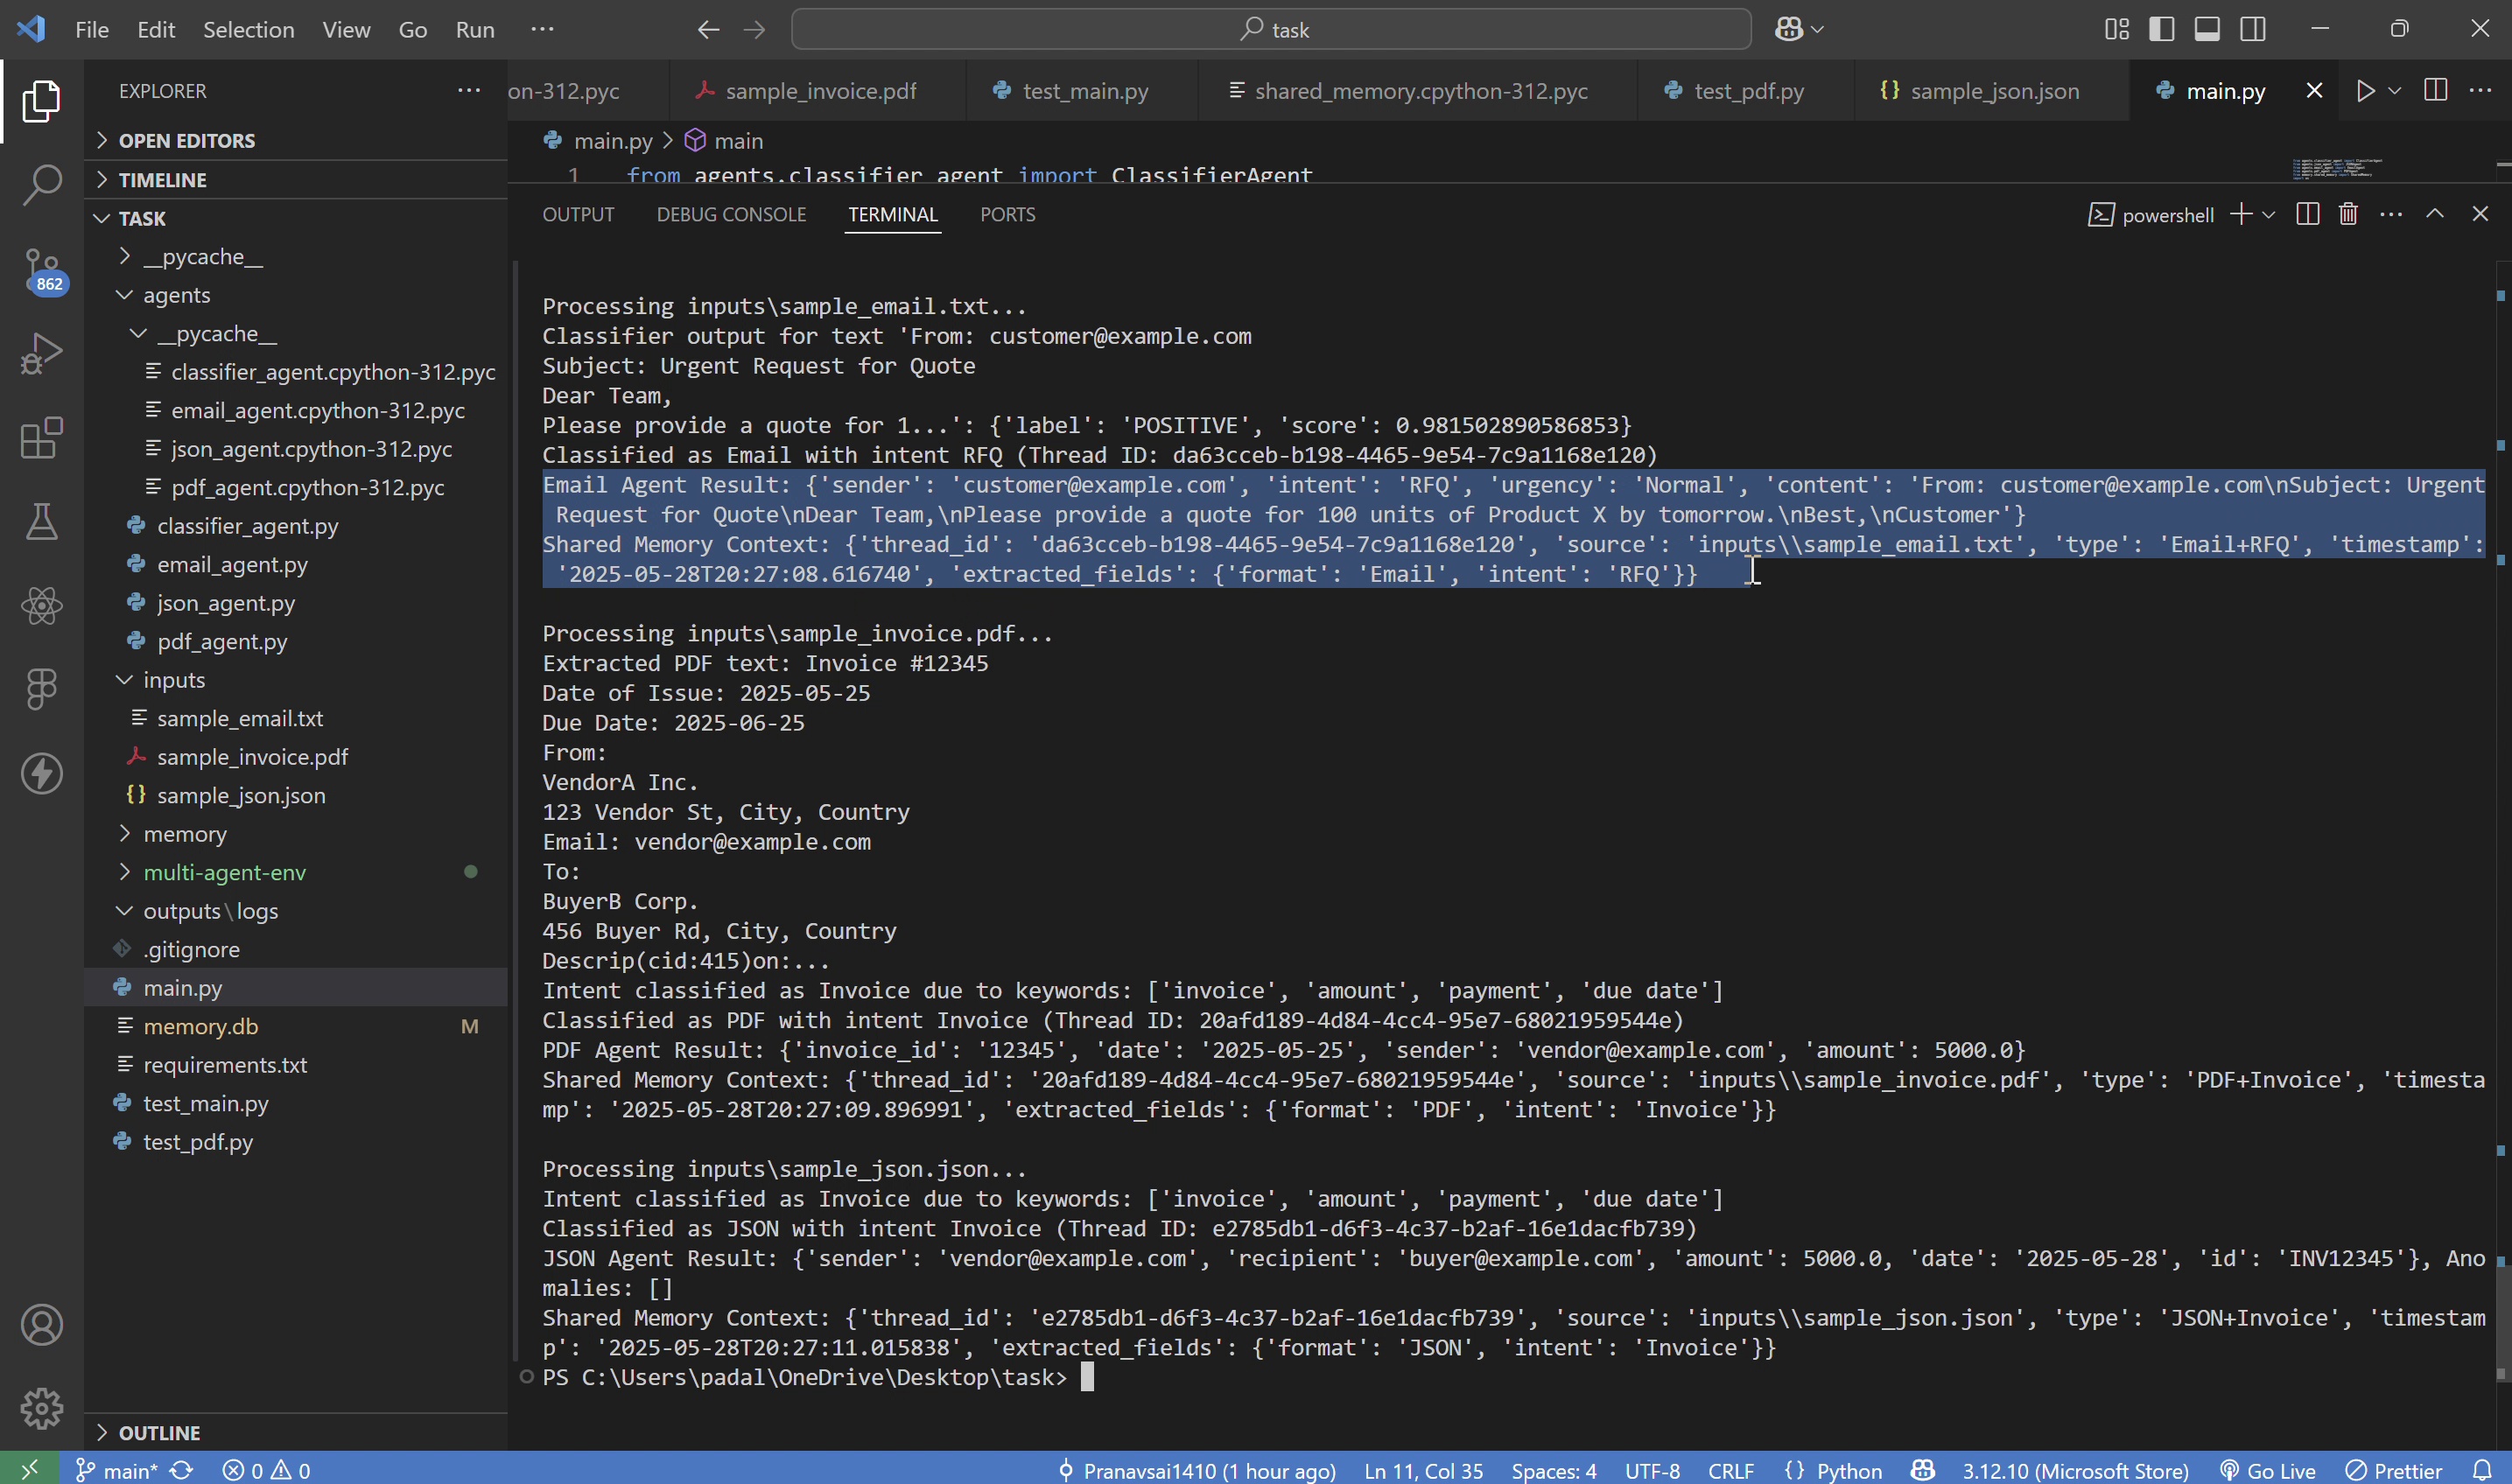 File Edit Selection View Go Run ··· task
EXPLORER ···
OPEN EDITORS
TIMELINE
TASK
__pycache__
agents
__pycache__
classifier_agent.cpython-312.pyc
email_agent.cpython-312.pyc
json_agent.cpython-312.pyc
pdf_agent.cpython-312.pyc
classifier_agent.py
email_agent.py
json_agent.py
pdf_agent.py
inputs
sample_email.txt
sample_invoice.pdf
sample_json.json
memory
multi-agent-env
outputs\logs
.gitignore
main.py
memory.db M
requirements.txt
test_main.py
test_pdf.py
OUTLINE
862
on-312.pyc sample_invoice.pdf test_main.py shared_memory.cpython-312.pyc test_pdf.py sample_json.json main.py
main.py > main
1 from agents.classifier_agent import ClassifierAgent
OUTPUT DEBUG CONSOLE TERMINAL PORTS powershell
Processing inputs\sample_email.txt...
Classifier output for text 'From: customer@example.com
Subject: Urgent Request for Quote
Dear Team,
Please provide a quote for 1...': {'label': 'POSITIVE', 'score': 0.981502890586853}
Classified as Email with intent RFQ (Thread ID: da63cceb-b198-4465-9e54-7c9a1168e120)
Email Agent Result: {'sender': 'customer@example.com', 'intent': 'RFQ', 'urgency': 'Normal', 'content': 'From: customer@example.com\nSubject: Urgent
Request for Quote\nDear Team,\nPlease provide a quote for 100 units of Product X by tomorrow.\nBest,\nCustomer'}
Shared Memory Context: {'thread_id': 'da63cceb-b198-4465-9e54-7c9a1168e120', 'source': 'inputs\\sample_email.txt', 'type': 'Email+RFQ', 'timestamp':
'2025-05-28T20:27:08.616740', 'extracted_fields': {'format': 'Email', 'intent': 'RFQ'}}
Processing inputs\sample_invoice.pdf...
Extracted PDF text: Invoice #12345
Date of Issue: 2025-05-25
Due Date: 2025-06-25
From:
VendorA Inc.
123 Vendor St, City, Country
Email: vendor@example.com
To:
BuyerB Corp.
456 Buyer Rd, City, Country
Descrip(cid:415)on:...
Intent classified as Invoice due to keywords: ['invoice', 'amount', 'payment', 'due date']
Classified as PDF with intent Invoice (Thread ID: 20afd189-4d84-4cc4-95e7-68021959544e)
PDF Agent Result: {'invoice_id': '12345', 'date': '2025-05-25', 'sender': 'vendor@example.com', 'amount': 5000.0}
Shared Memory Context: {'thread_id': '20afd189-4d84-4cc4-95e7-68021959544e', 'source': 'inputs\\sample_invoice.pdf', 'type': 'PDF+Invoice', 'timesta
mp': '2025-05-28T20:27:09.896991', 'extracted_fields': {'format': 'PDF', 'intent': 'Invoice'}}
Processing inputs\sample_json.json...
Intent classified as Invoice due to keywords: ['invoice', 'amount', 'payment', 'due date']
Classified as JSON with intent Invoice (Thread ID: e2785db1-d6f3-4c37-b2af-16e1dacfb739)
JSON Agent Result: {'sender': 'vendor@example.com', 'recipient': 'buyer@example.com', 'amount': 5000.0, 'date': '2025-05-28', 'id': 'INV12345'}, Ano
malies: []
Shared Memory Context: {'thread_id': 'e2785db1-d6f3-4c37-b2af-16e1dacfb739', 'source': 'inputs\\sample_json.json', 'type': 'JSON+Invoice', 'timestam
p': '2025-05-28T20:27:11.015838', 'extracted_fields': {'format': 'JSON', 'intent': 'Invoice'}}
PS C:\Users\padal\OneDrive\Desktop\task>
main* 0 0 Pranavsai1410 (1 hour ago) Ln 11, Col 35 Spaces: 4 UTF-8 CRLF {} Python 3.12.10 (Microsoft Store) Go Live Prettier